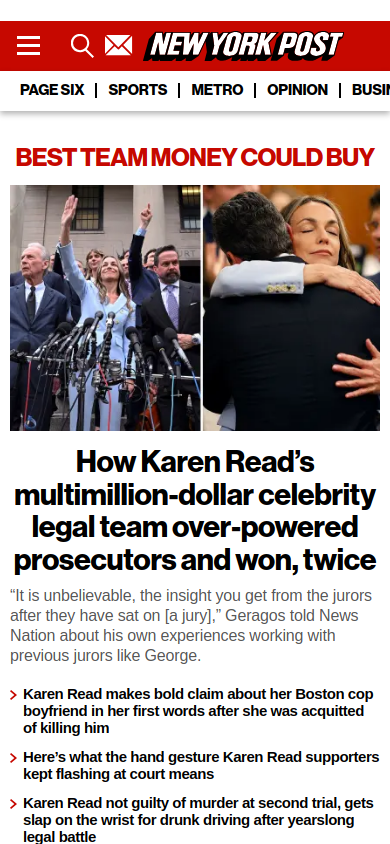 NEW YORK POST
PAGE SIX | SPORTS | METRO | OPINION | BUSIN
BEST TEAM MONEY COULD BUY
How Karen Read’s
multimillion-dollar celebrity
legal team over-powered
prosecutors and won, twice
“It is unbelievable, the insight you get from the jurors
after they have sat on [a jury],” Geragos told News
Nation about his own experiences working with
previous jurors like George.
Karen Read makes bold claim about her Boston cop
boyfriend in her first words after she was acquitted
of killing him
Here’s what the hand gesture Karen Read supporters
kept flashing at court means
Karen Read not guilty of murder at second trial, gets
slap on the wrist for drunk driving after yearslong
legal battle